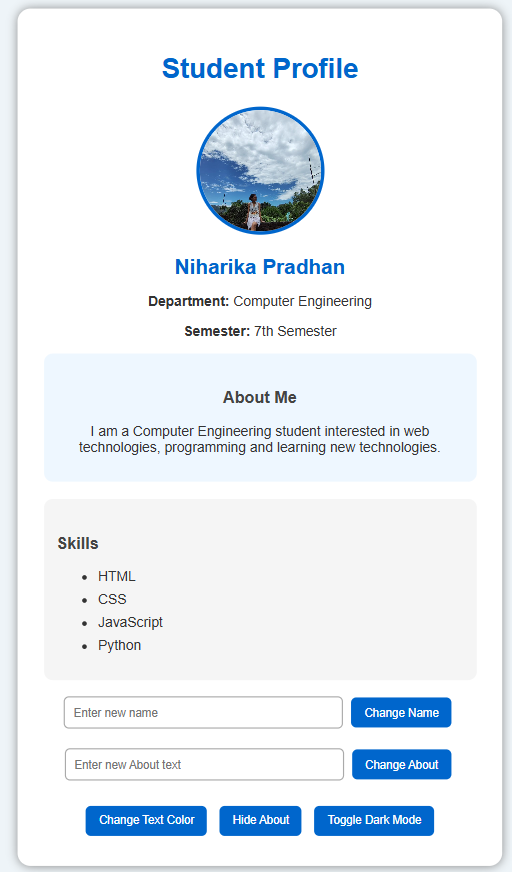 Student Profile
Niharika Pradhan
Department: Computer Engineering
Semester: 7th Semester
About Me
I am a Computer Engineering student interested in web
technologies, programming and learning new technologies.
Skills
• HTML
• CSS
• JavaScript
• Python
Enter new name
Change Name
Enter new About text
Change About
Change Text Color
Hide About
Toggle Dark Mode